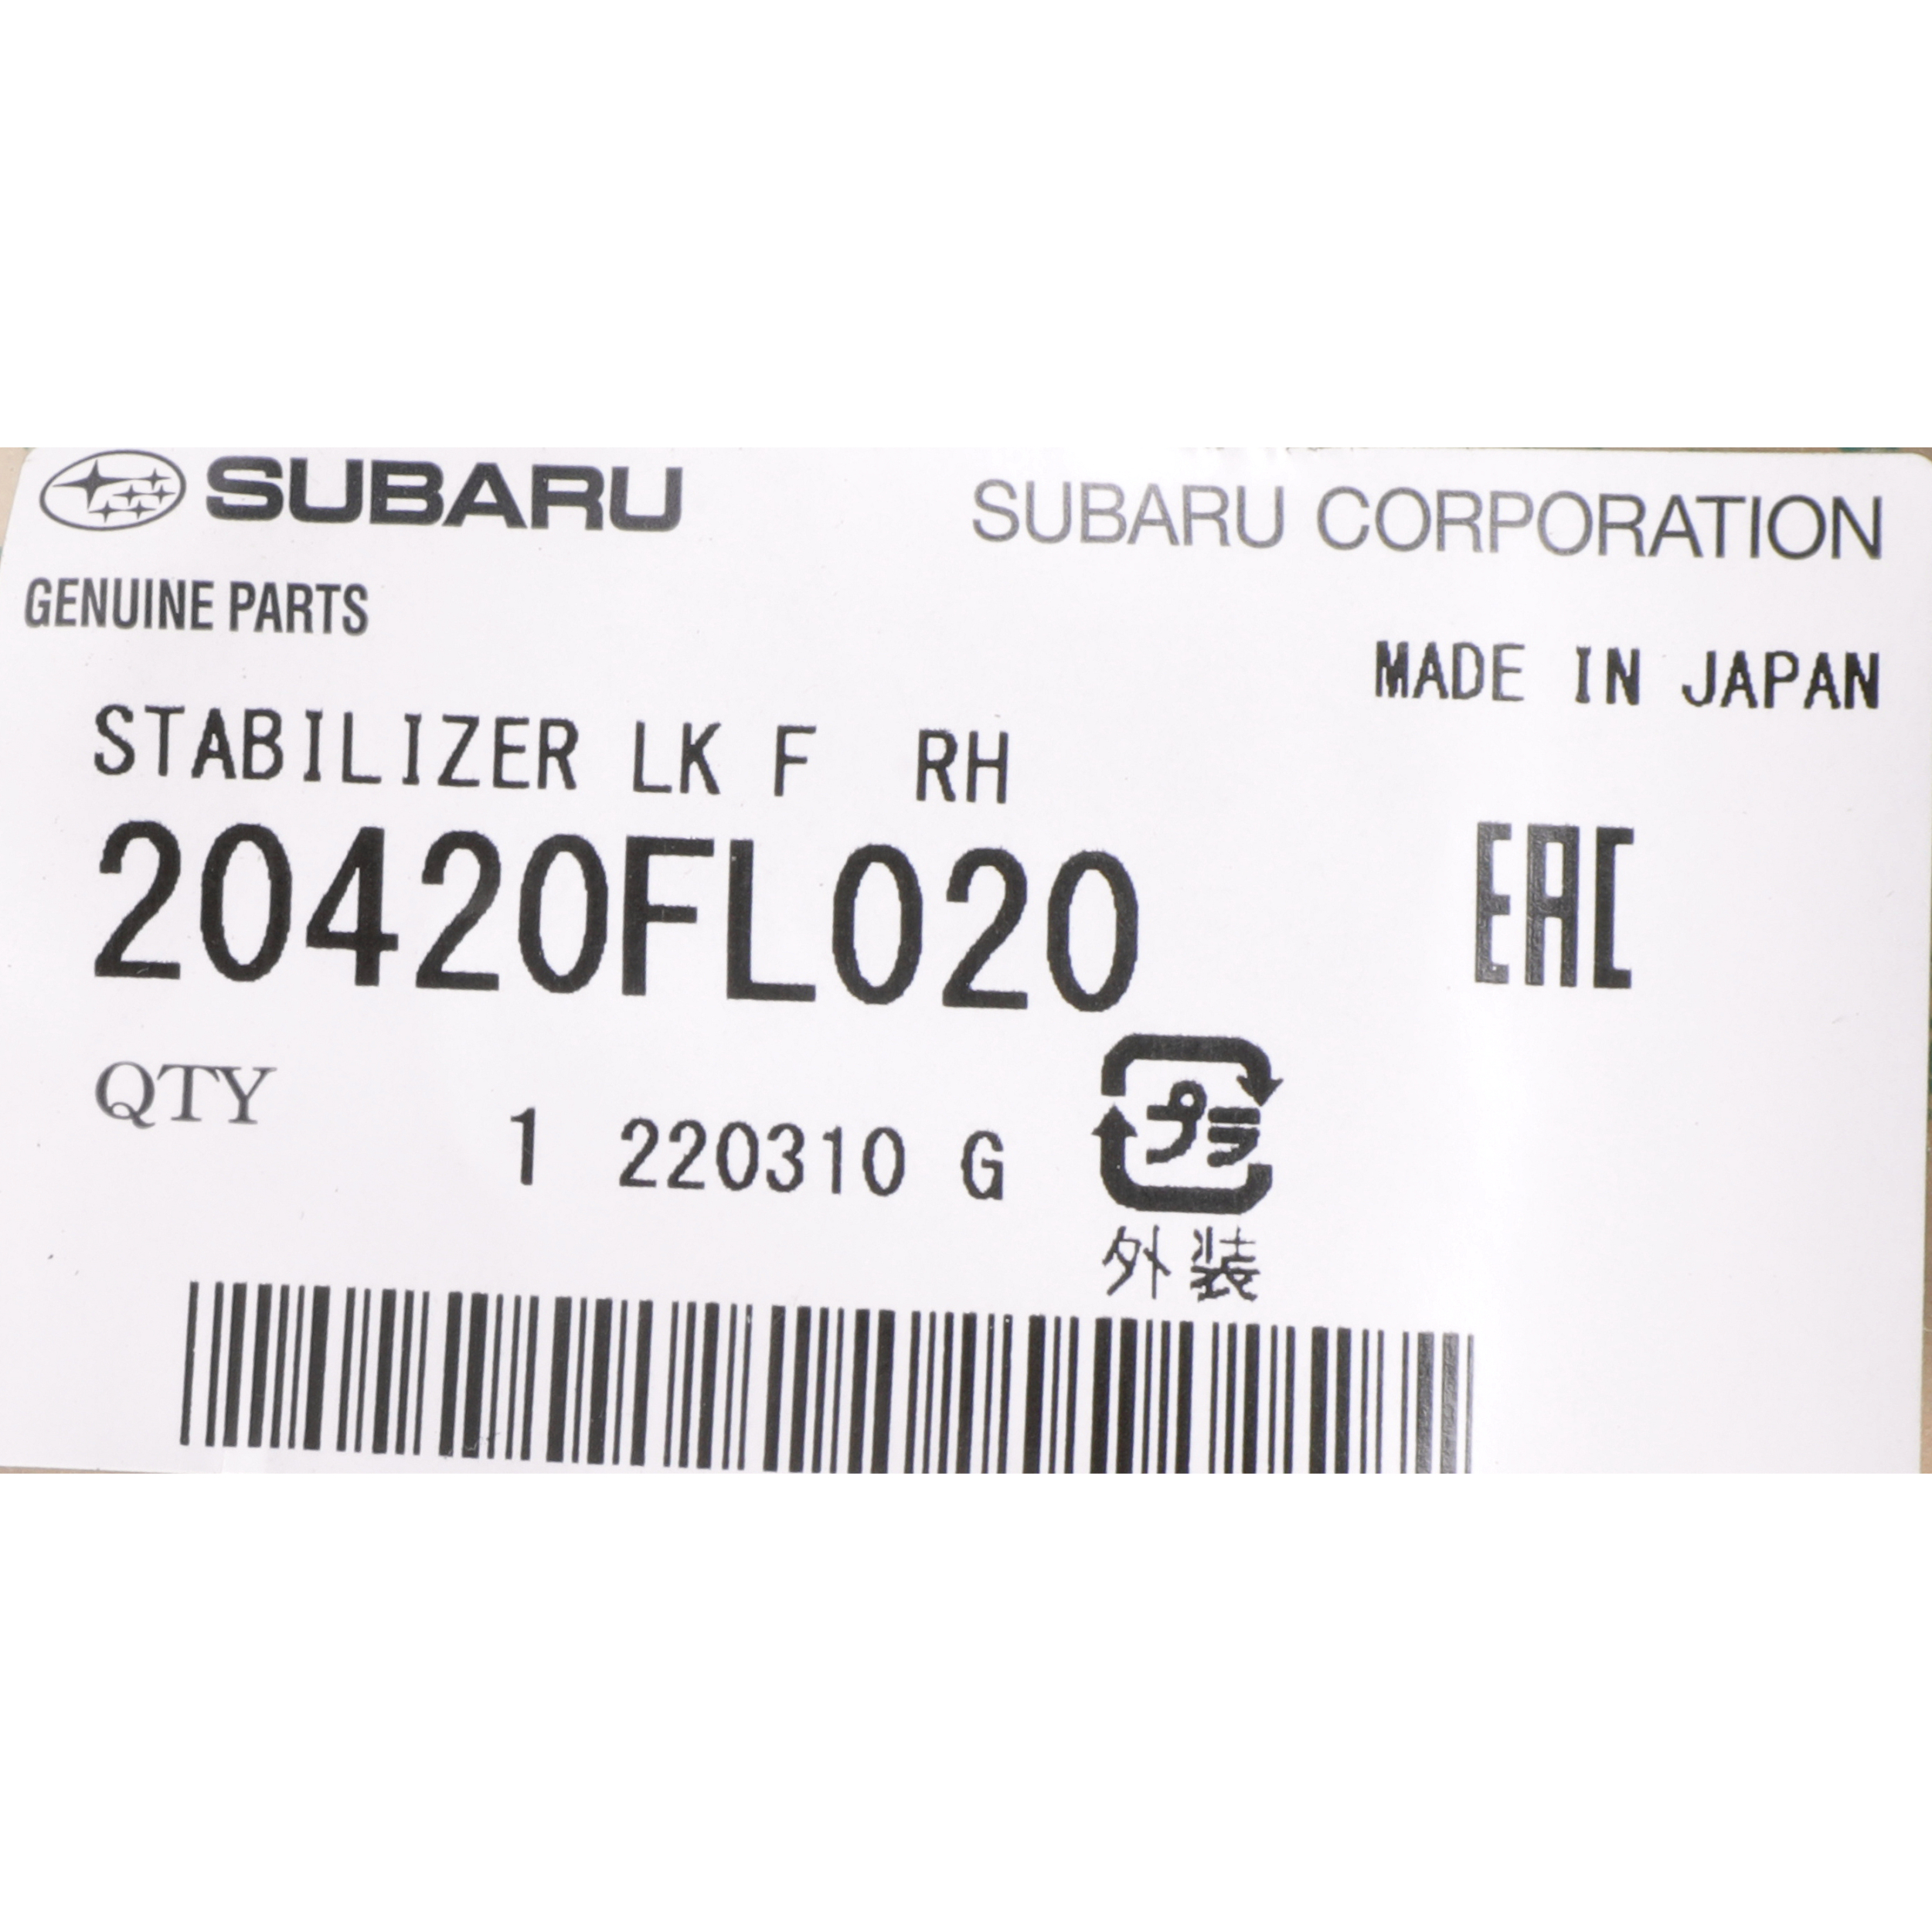 SUBARU
SUBARU CORPORATION
GENUINE PARTS
MADE IN JAPAN
STABILIZER LK F RH
20420FL020
EAC
QTY
1 220310 G
プラ
外装